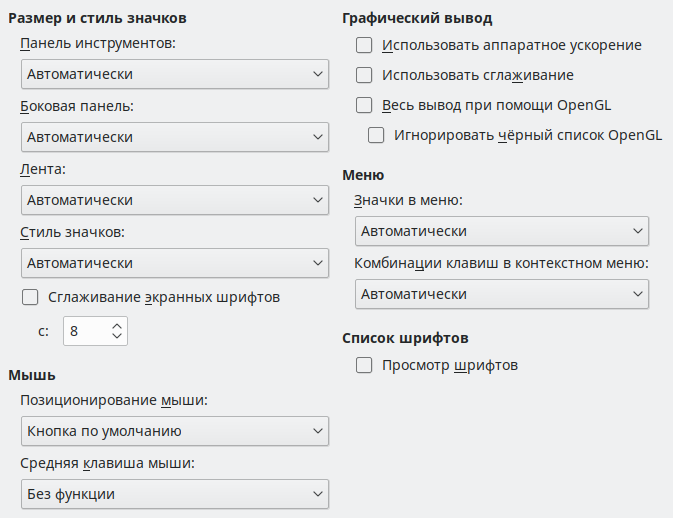 Размер и стиль значков
Панель инструментов:
Автоматически
Боковая панель:
Автоматически
Лента:
Автоматически
Стиль значков:
Автоматически
Сглаживание экранных шрифтов
с: 8
Мышь
Позиционирование мыши:
Кнопка по умолчанию
Средняя клавиша мыши:
Без функции
Графический вывод
Использовать аппаратное ускорение
Использовать сглаживание
Весь вывод при помощи OpenGL
Игнорировать чёрный список OpenGL
Меню
Значки в меню:
Автоматически
Комбинации клавиш в контекстном меню:
Автоматически
Список шрифтов
Просмотр шрифтов